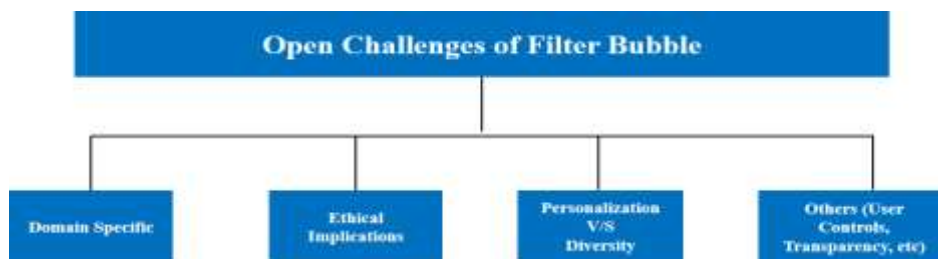 Open Challenges of Filter Bubble
Domain Specific
Ethical
Implications
Personalization
V/S
Diversity
Others (User
Controls,
Transparency, etc)